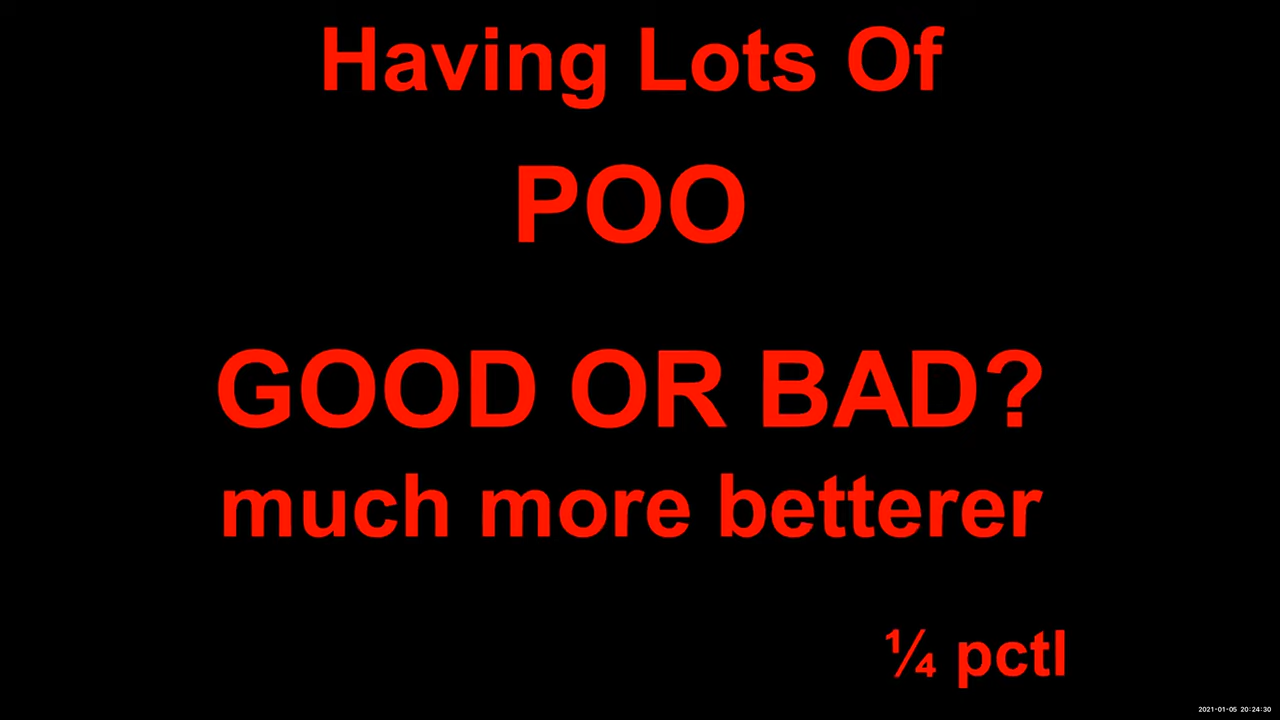 Having Lots Of
POO
GOOD OR BAD?
much more betterer
¼ pctl
2021-01-05 20:24:30